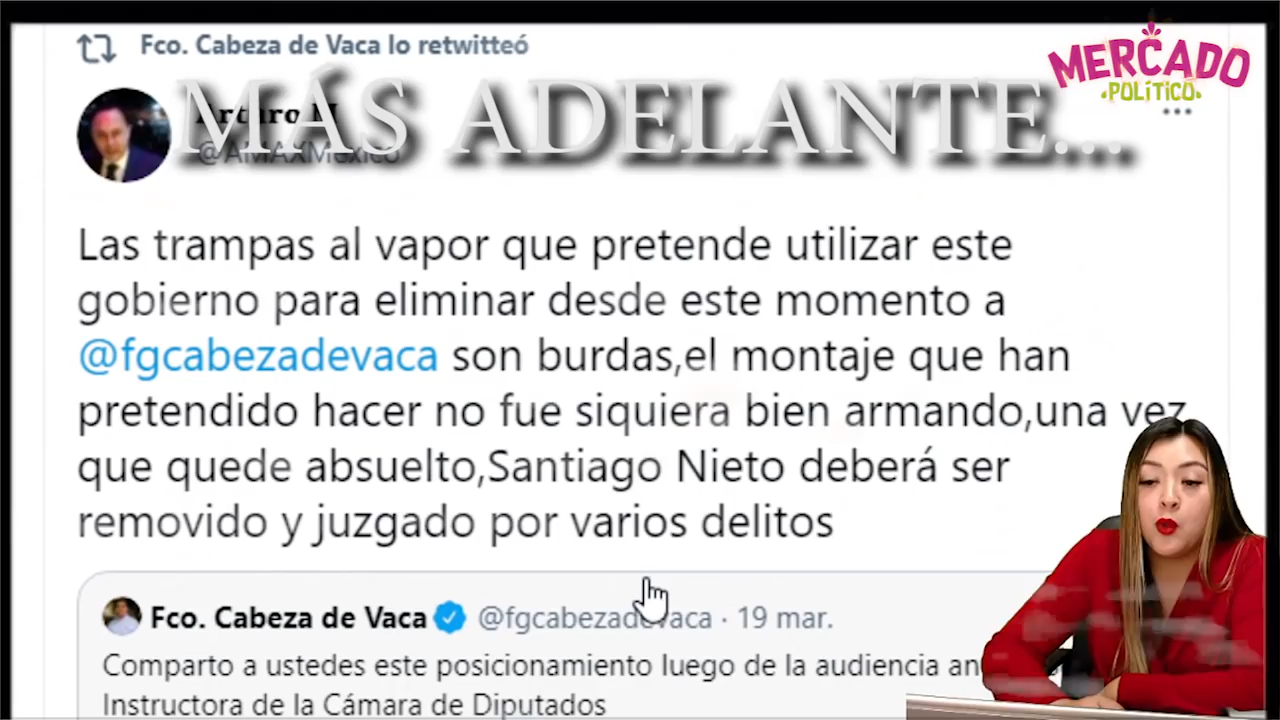 Fco. Cabeza de Vaca lo retwitteó
MERCADO
POLÍTICO
MÁS ADELANTE...
Arturo M
@AMAXMexico
Las trampas al vapor que pretende utilizar este
gobierno para eliminar desde este momento a
@fgcabezadevaca son burdas,el montaje que han
pretendido hacer no fue siquiera bien armando,una vez
que quede absuelto,Santiago Nieto deberá ser
removido y juzgado por varios delitos
Fco. Cabeza de Vaca @fgcabezadevaca · 19 mar.
Comparto a ustedes este posicionamiento luego de la audiencia an
Instructora de la Cámara de Diputados